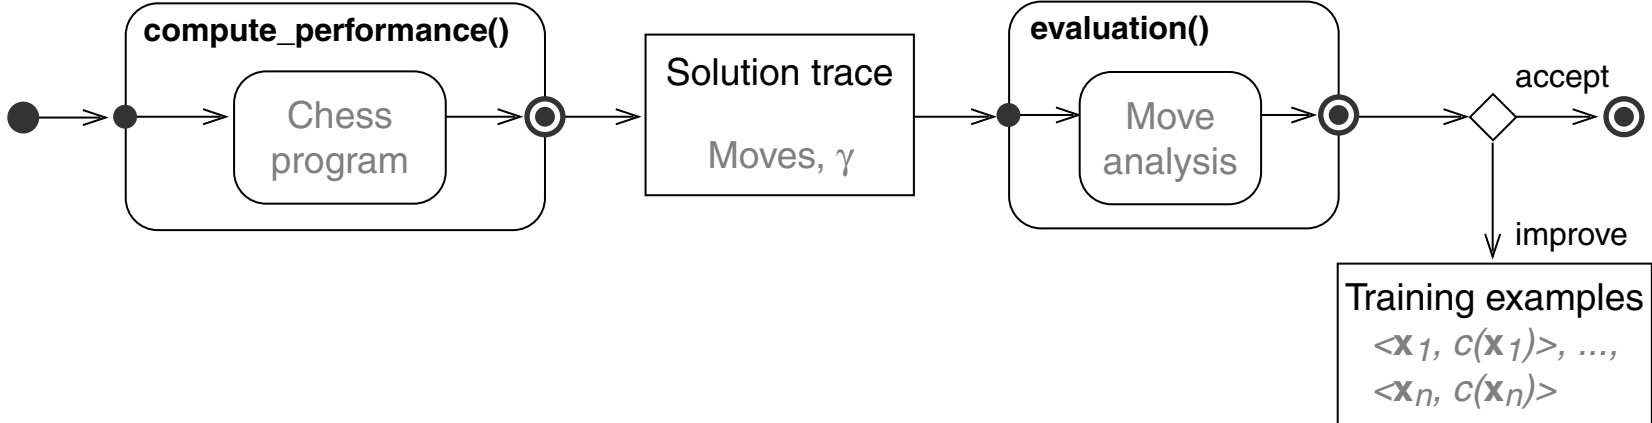 compute_performance()
Chess
program
Solution trace
Moves, γ
evaluation()
Move
analysis
accept
improve
Training examples
<x1, c(x1)>, ...,
<xn, c(xn)>